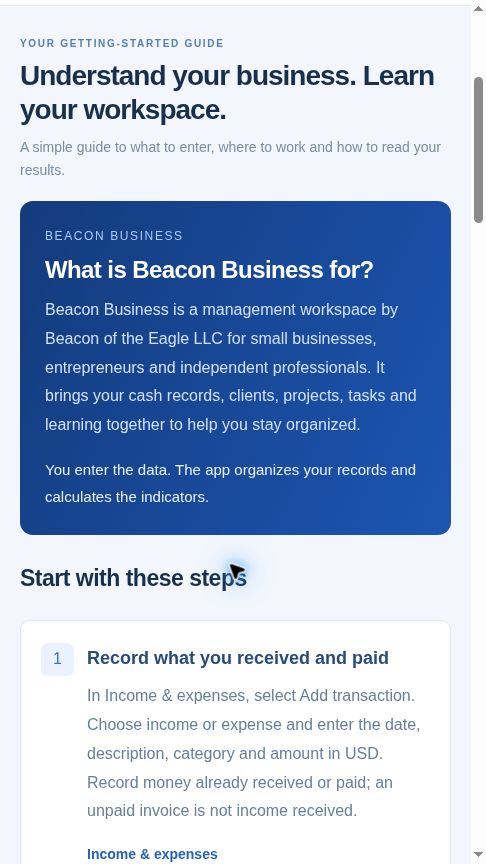 YOUR GETTING-STARTED GUIDE
Understand your business. Learn
your workspace.
A simple guide to what to enter, where to work and how to read your
results.
BEACON BUSINESS
What is Beacon Business for?
Beacon Business is a management workspace by
Beacon of the Eagle LLC for small businesses,
entrepreneurs and independent professionals. It
brings your cash records, clients, projects, tasks and
learning together to help you stay organized.
You enter the data. The app organizes your records and
calculates the indicators.
Start with these steps
1
Record what you received and paid
In Income & expenses, select Add transaction.
Choose income or expense and enter the date,
description, category and amount in USD.
Record money already received or paid; an
unpaid invoice is not income received.
Income & expenses